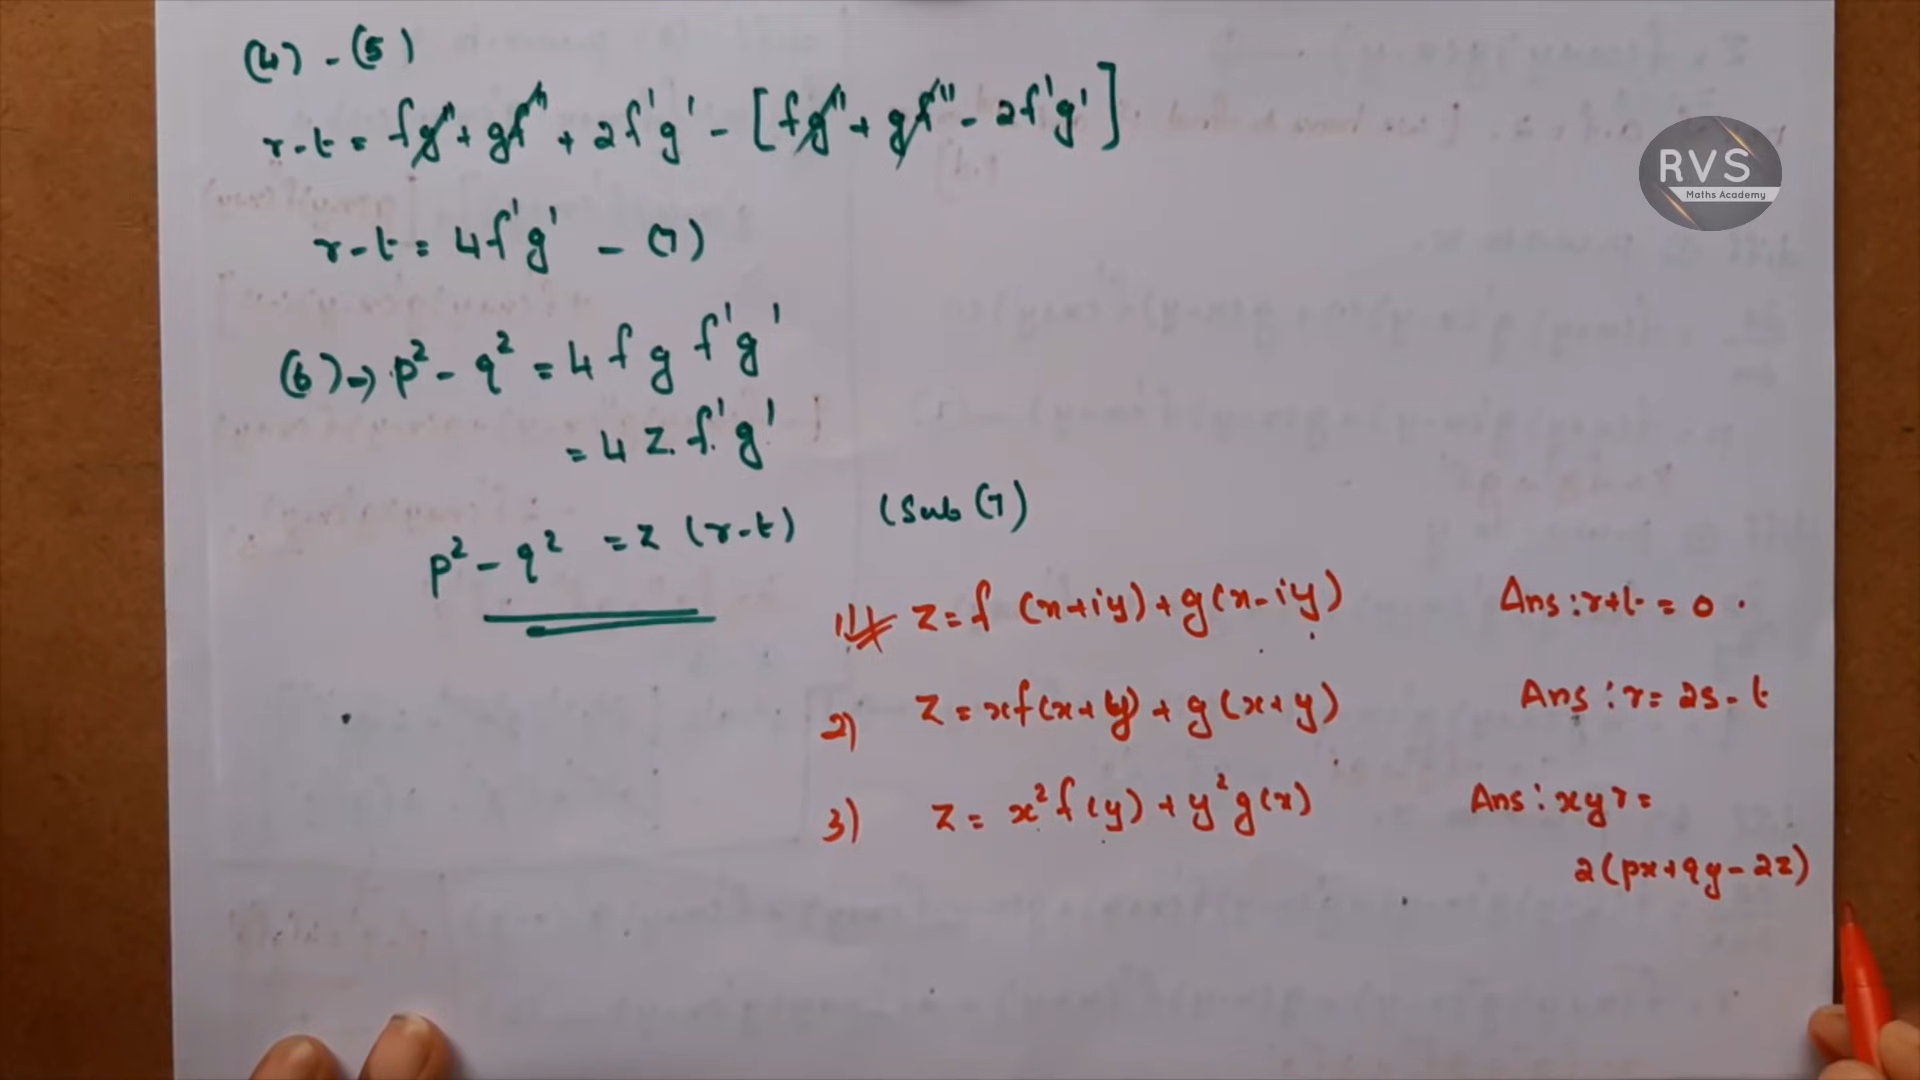 (4) - (5)
r-t = fg'' + gf'' + 2f'g' - [fg'' + gf'' - 2f'g']
RVS
Maths Academy
r-t = 4f'g' - (7)
(6) → p² - q² = 4 f g f'g'
= 4 z. f'g'
p² - q² = z (r-t) (Sub (7)
1) z = f (x+iy) + g(x-iy) Ans : r+t = 0 .
2) z = xf(x+y) + g(x+y) Ans : r = 2s - t
3) z = x²f(y) + y²g(x) Ans : xyr =
2(px+qy-2z)